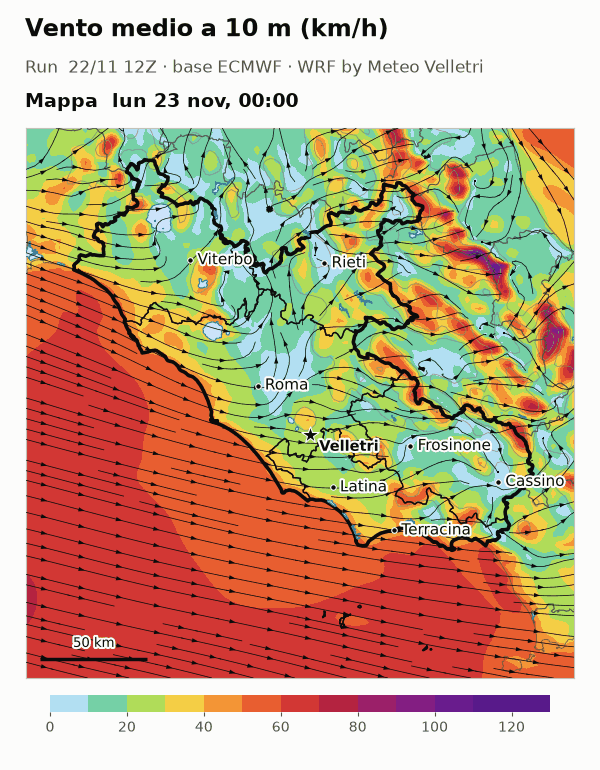 Vento medio a 10 m (km/h)
Run  22/11 12Z · base ECMWF · WRF by Meteo Velletri
Mappa  lun 23 nov, 00:00
Viterbo
Rieti
Roma
Velletri
Frosinone
Latina
Cassino
Terracina
50 km
0 20 40 60 80 100 120